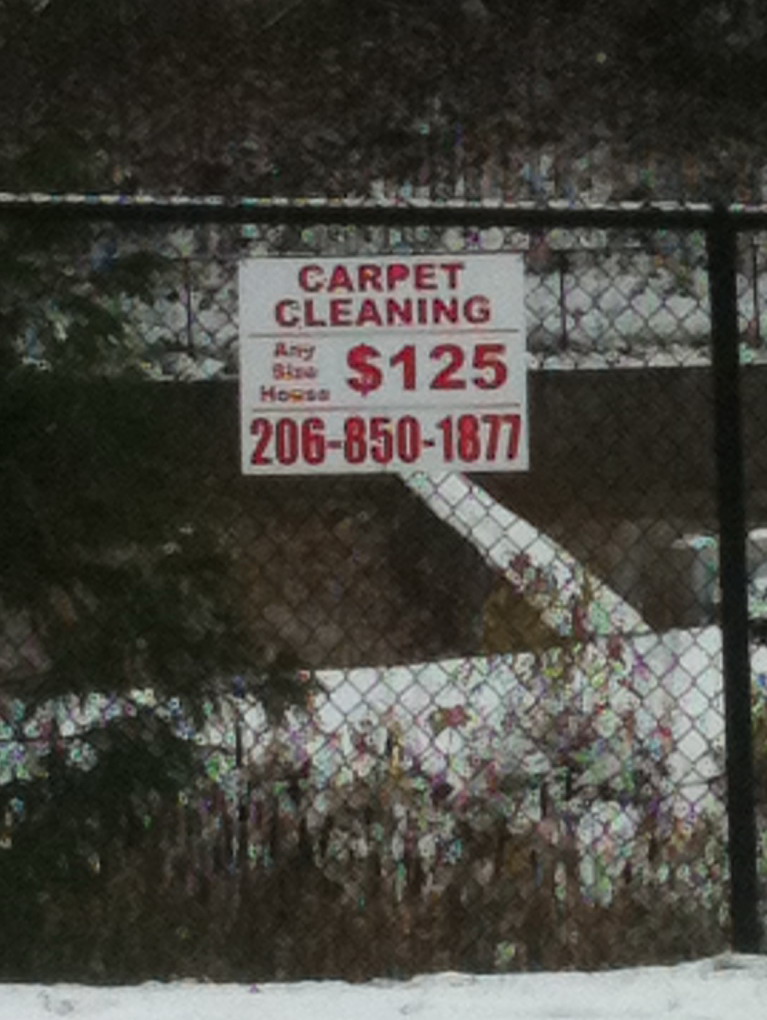 CARPET
CLEANING
Any
Size
House
$125
206-850-1877